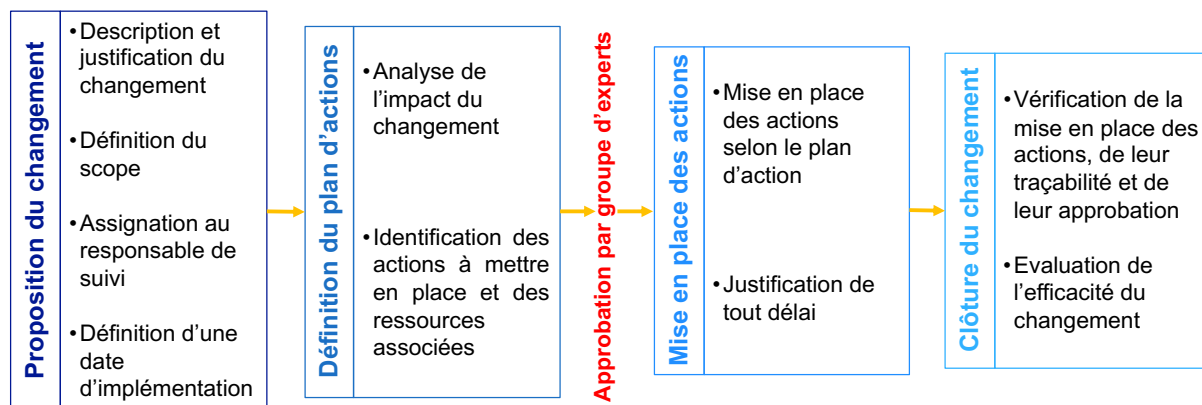 Proposition du changement
•Description et
justification du
changement
•Définition du
scope
•Assignation au
responsable de
suivi
•Définition d’une
date
d’implémentation
Définition du plan d’actions
•Analyse de
l’impact du
changement
•Identification des
actions à mettre
en place et des
ressources
associées
Approbation par groupe d’experts
Mise en place des actions
•Mise en place
des actions
selon le plan
d’action
•Justification de
tout délai
Clôture du changement
•Vérification de la
mise en place des
actions, de leur
traçabilité et de
leur approbation
•Evaluation de
l’efficacité du
changement